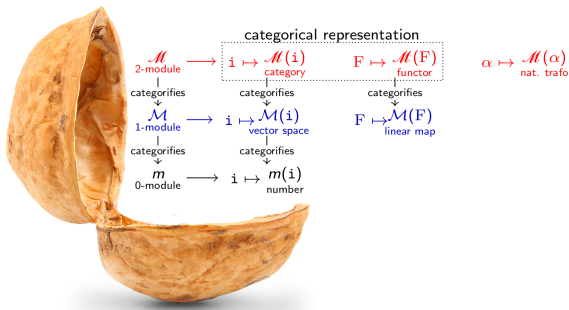 categorical representation
ℳ ⟶ i ↦ ℳ(i) F ↦ ℳ(F) α ↦ ℳ(α)
2-module category functor nat. trafo
categorifies categorifies categorifies
M ⟶ i ↦ M(i) F ↦ M(F)
1-module vector space linear map
categorifies categorifies
m ⟶ i ↦ m(i)
0-module number